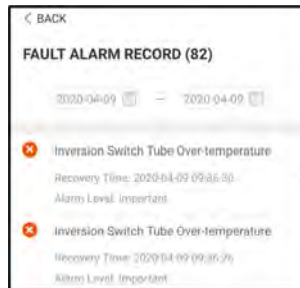 < BACK
FAULT ALARM RECORD (82)
2020-04-09 – 2020-04-09
Inversion Switch Tube Over-temperature
Recovery Time: 2020-04-09 09:36:30
Alarm Level: Important
Inversion Switch Tube Over-temperature
Recovery Time: 2020-04-09 09:36:26
Alarm Level: Important